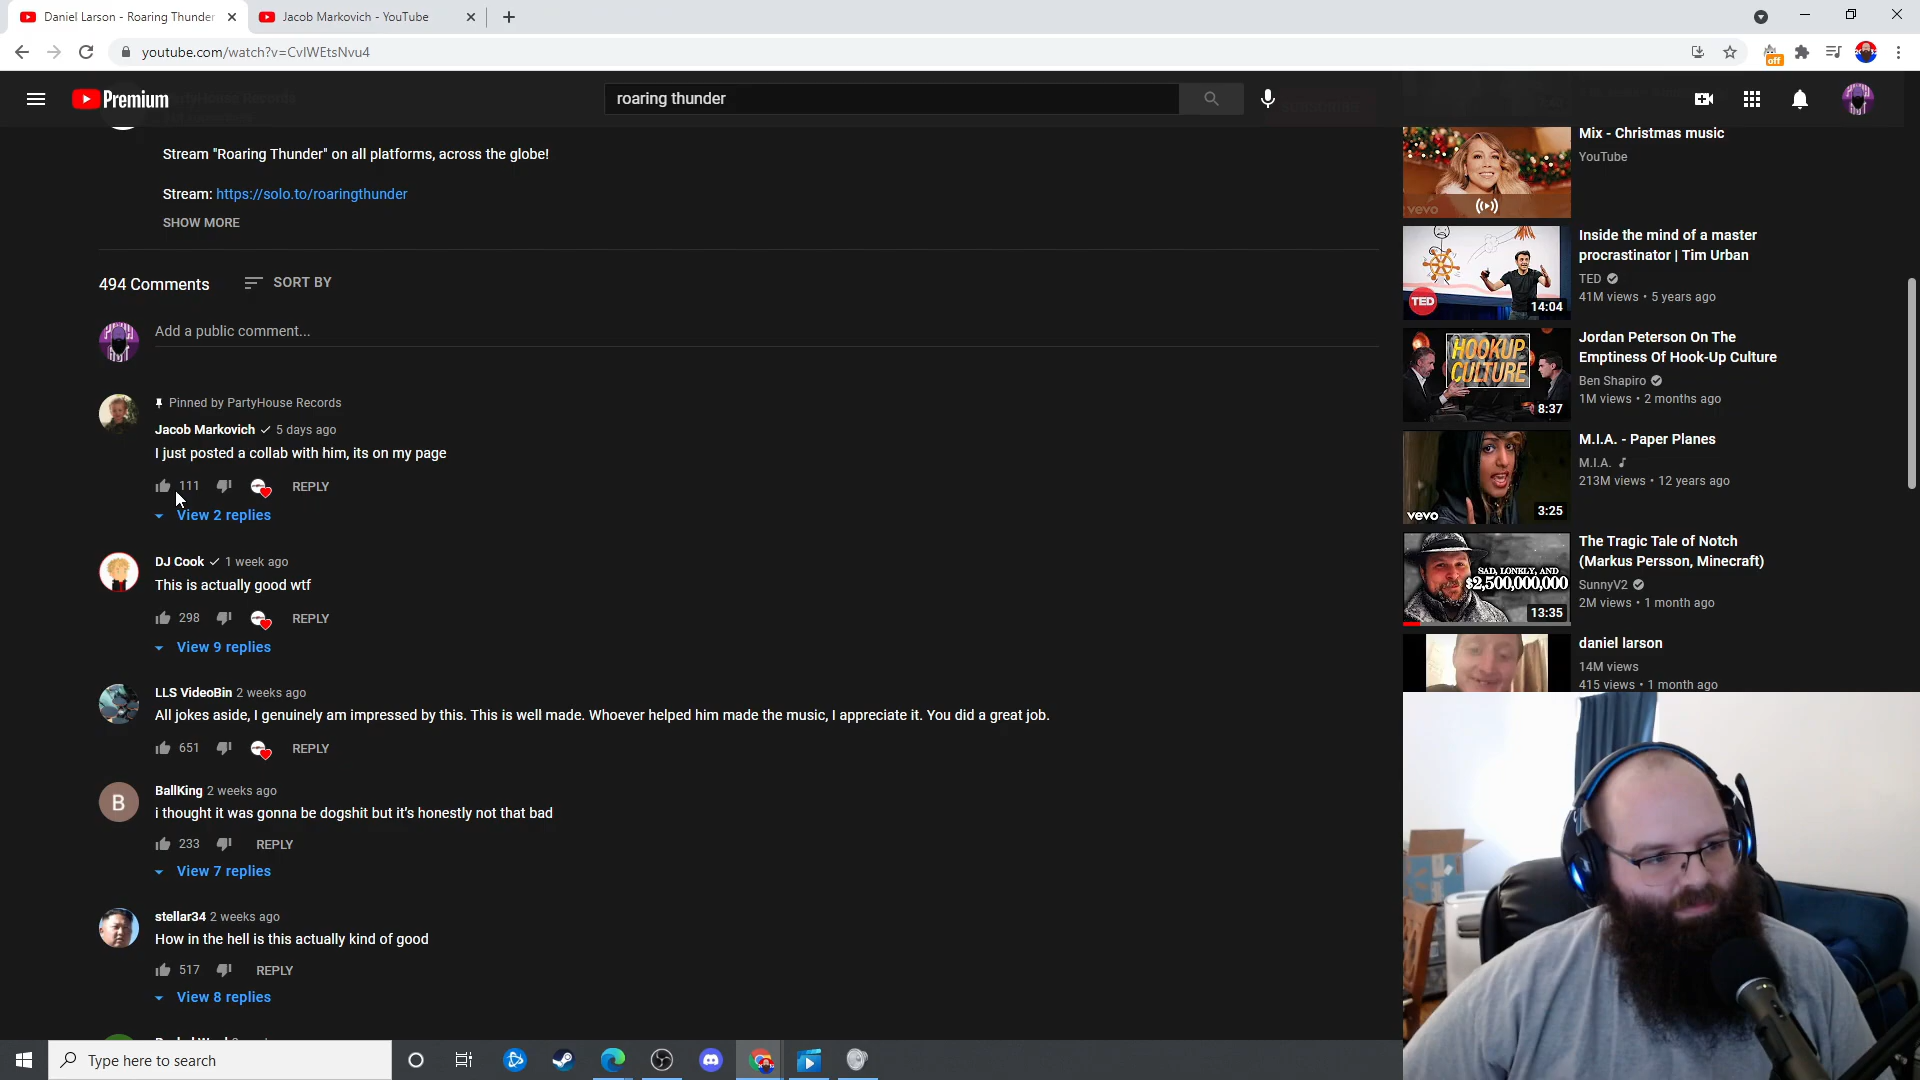 Daniel Larson - Roaring Thunder
Jacob Markovich - YouTube
youtube.com/watch?v=CvlWEtsNvu4
off
Premium
roaring thunder
Stream "Roaring Thunder" on all platforms, across the globe!
Stream: https://solo.to/roaringthunder
SHOW MORE
494 Comments
SORT BY
Add a public comment...
Pinned by PartyHouse Records
Jacob Markovich 5 days ago
I just posted a collab with him, its on my page
111 REPLY
View 2 replies
DJ Cook 1 week ago
This is actually good wtf
298 REPLY
View 9 replies
LLS VideoBin 2 weeks ago
All jokes aside, I genuinely am impressed by this. This is well made. Whoever helped him made the music, I appreciate it. You did a great job.
651 REPLY
B
BallKing 2 weeks ago
i thought it was gonna be dogshit but it's honestly not that bad
233 REPLY
View 7 replies
stellar34 2 weeks ago
How in the hell is this actually kind of good
517 REPLY
View 8 replies
vevo
Mix - Christmas music
YouTube
TED
14:04
Inside the mind of a master
procrastinator | Tim Urban
TED
41M views • 5 years ago
HOOKUP
CULTURE
8:37
Jordan Peterson On The
Emptiness Of Hook-Up Culture
Ben Shapiro
1M views • 2 months ago
vevo
3:25
M.I.A. - Paper Planes
M.I.A.
213M views • 12 years ago
SAD, LONELY, AND
$2,500,000,000
13:35
The Tragic Tale of Notch
(Markus Persson, Minecraft)
SunnyV2
2M views • 1 month ago
daniel larson
14M views
415 views • 1 month ago
Type here to search